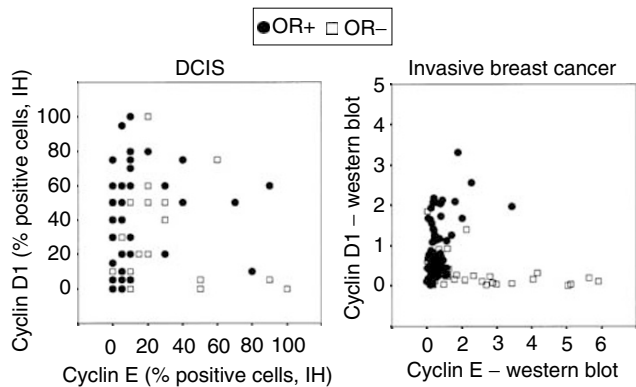 OR+ OR−
DCIS
Cyclin D1 (% positive cells, IH)
100
80
60
40
20
0
0 20 40 60 80 100
Cyclin E (% positive cells, IH)
Invasive breast cancer
Cyclin D1 – western blot
5
4
3
2
1
0
0 1 2 3 4 5 6
Cyclin E – western blot